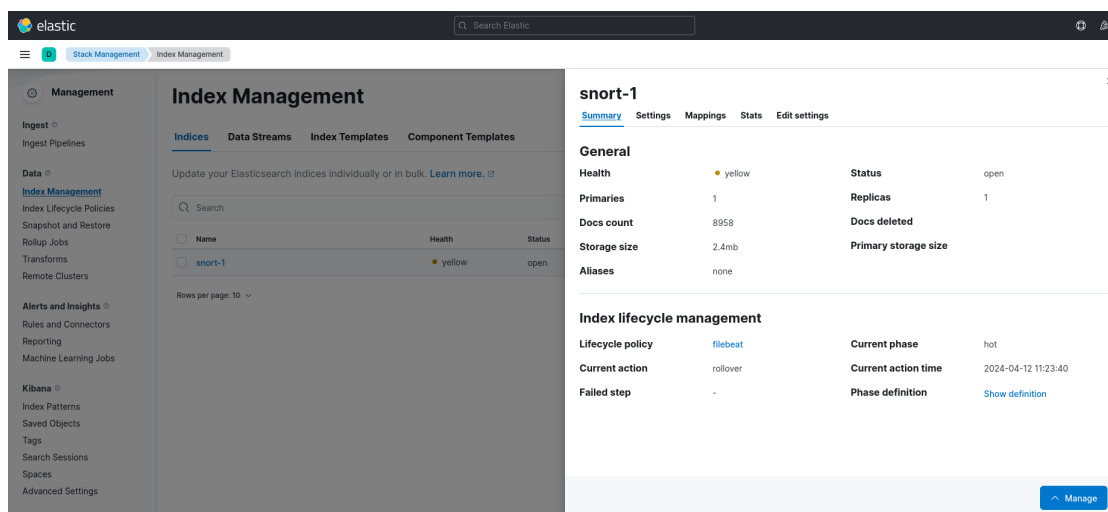 elastic
Search Elastic
D
Stack Management
Index Management
Management
Ingest
Ingest Pipelines
Data
Index Management
Index Lifecycle Policies
Snapshot and Restore
Rollup Jobs
Transforms
Remote Clusters
Alerts and Insights
Rules and Connectors
Reporting
Machine Learning Jobs
Kibana
Index Patterns
Saved Objects
Tags
Search Sessions
Spaces
Advanced Settings
Index Management
Indices Data Streams Index Templates Component Templates
Update your Elasticsearch indices individually or in bulk. Learn more.
Search
Name Health Status
snort-1 yellow open
Rows per page: 10
snort-1
Summary Settings Mappings Stats Edit settings
General
Health yellow Status open
Primaries 1 Replicas 1
Docs count 8958 Docs deleted
Storage size 2.4mb Primary storage size
Aliases none
Index lifecycle management
Lifecycle policy filebeat Current phase hot
Current action rollover Current action time 2024-04-12 11:23:40
Failed step - Phase definition Show definition
Manage